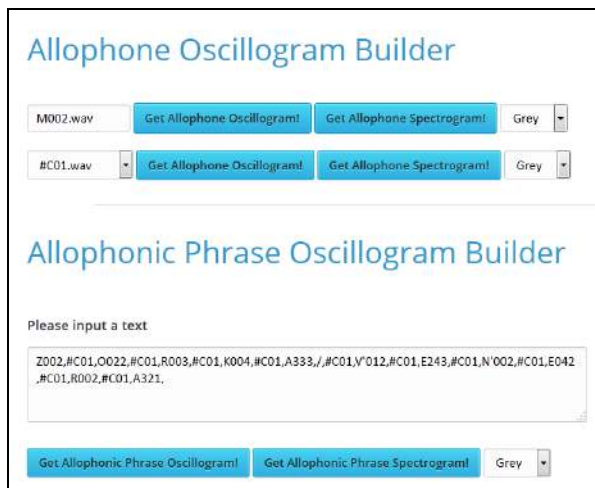 Allophone Oscillogram Builder
M002.wav Get Allophone Oscillogram! Get Allophone Spectrogram! Grey
#C01.wav Get Allophone Oscillogram! Get Allophone Spectrogram! Grey
Allophonic Phrase Oscillogram Builder
Please input a text
Z002,#C01,O022,#C01,R003,#C01,K004,#C01,A333,/,#C01,V'012,#C01,E243,#C01,N'002,#C01,E042
,#C01,R002,#C01,A321,
Get Allophonic Phrase Oscillogram! Get Allophonic Phrase Spectrogram! Grey